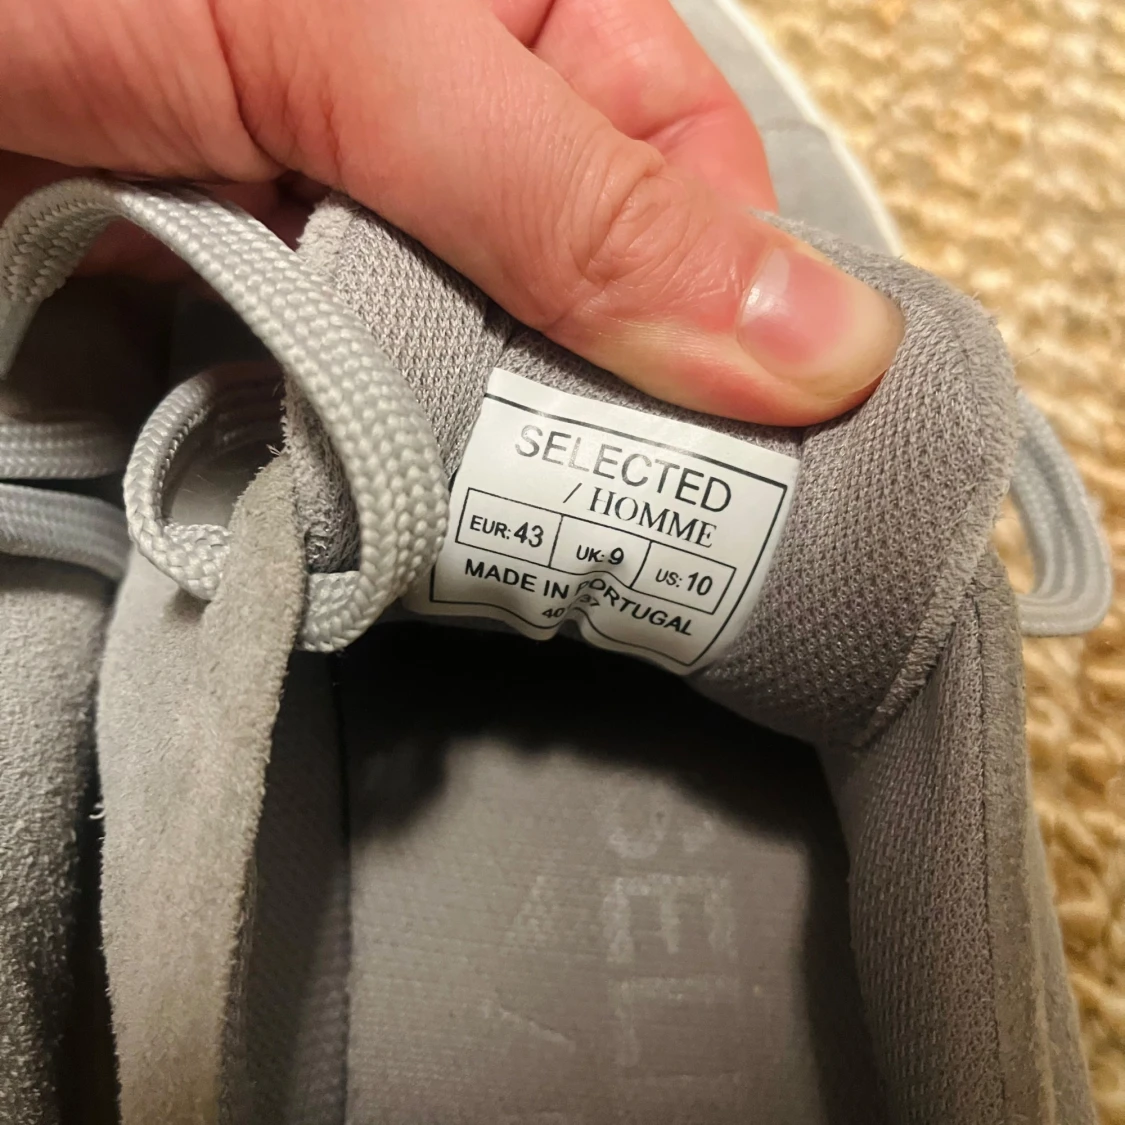 SELECTED
/ HOMME
EUR: 43 UK: 9 US: 10
MADE IN PORTUGAL